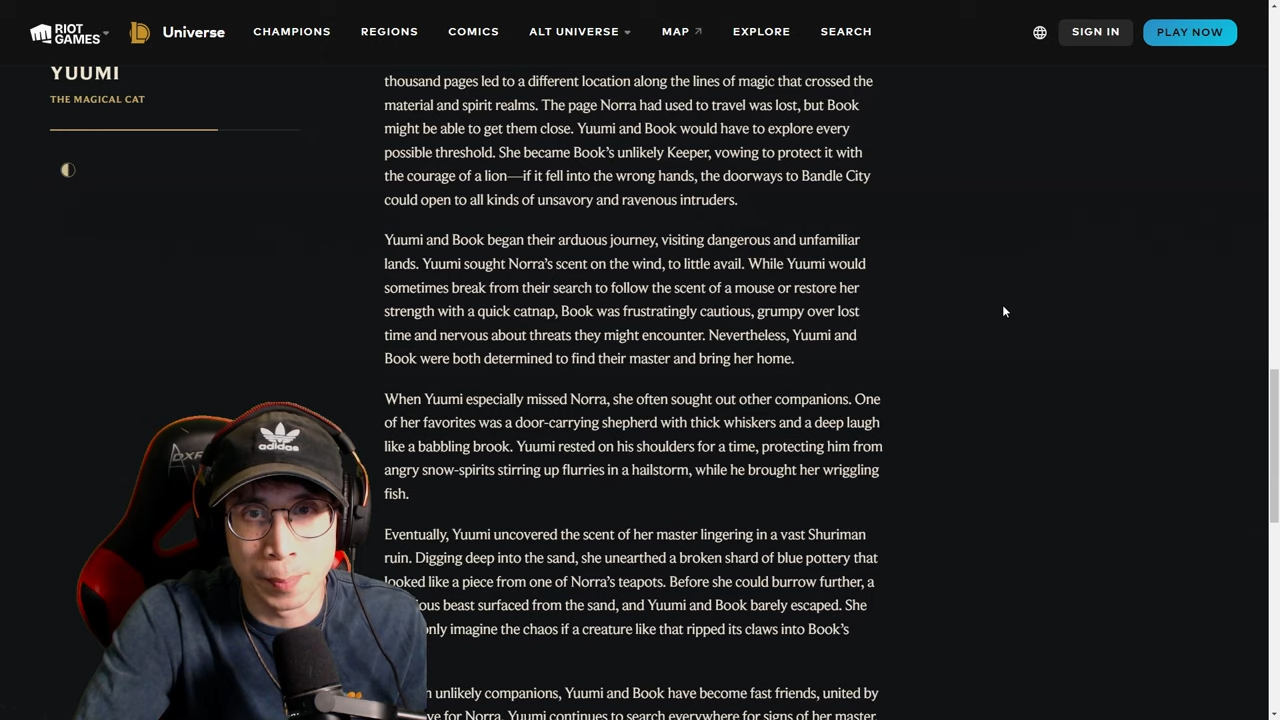 RIOT GAMES
Universe
CHAMPIONS
REGIONS
COMICS
ALT UNIVERSE
MAP
EXPLORE
SEARCH
SIGN IN
PLAY NOW
YUUMI
THE MAGICAL CAT
thousand pages led to a different location along the lines of magic that crossed the
material and spirit realms. The page Norra had used to travel was lost, but Book
might be able to get them close. Yuumi and Book would have to explore every
possible threshold. She became Book’s unlikely Keeper, vowing to protect it with
the courage of a lion—if it fell into the wrong hands, the doorways to Bandle City
could open to all kinds of unsavory and ravenous intruders.
Yuumi and Book began their arduous journey, visiting dangerous and unfamiliar
lands. Yuumi sought Norra’s scent on the wind, to little avail. While Yuumi would
sometimes break from their search to follow the scent of a mouse or restore her
strength with a quick catnap, Book was frustratingly cautious, grumpy over lost
time and nervous about threats they might encounter. Nevertheless, Yuumi and
Book were both determined to find their master and bring her home.
When Yuumi especially missed Norra, she often sought out other companions. One
of her favorites was a door-carrying shepherd with thick whiskers and a deep laugh
like a babbling brook. Yuumi rested on his shoulders for a time, protecting him from
angry snow-spirits stirring up flurries in a hailstorm, while he brought her wriggling
fish.
Eventually, Yuumi uncovered the scent of her master lingering in a vast Shuriman
ruin. Digging deep into the sand, she unearthed a broken shard of blue pottery that
looked like a piece from one of Norra’s teapots. Before she could burrow further, a
beast surfaced from the sand, and Yuumi and Book barely escaped. She
only imagine the chaos if a creature like that ripped its claws into Book’s
unlikely companions, Yuumi and Book have become fast friends, united by
for Norra. Yuumi continues to search everywhere for signs of her master,
adidas